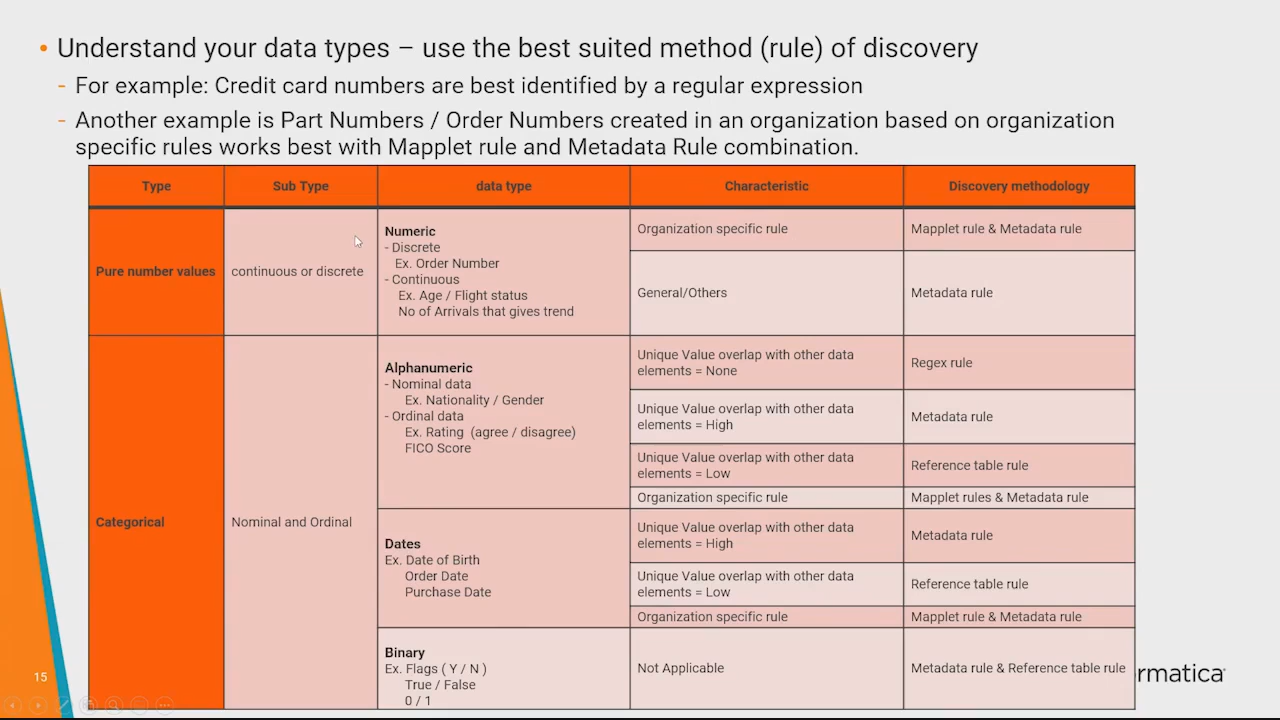 • Understand your data types – use the best suited method (rule) of discovery
- For example: Credit card numbers are best identified by a regular expression
- Another example is Part Numbers / Order Numbers created in an organization based on organization
specific rules works best with Mapplet rule and Metadata Rule combination.
Type Sub Type data type Characteristic Discovery methodology
Pure number values
continuous or discrete
Numeric
- Discrete
Ex. Order Number
- Continuous
Ex. Age / Flight status
No of Arrivals that gives trend
Organization specific rule
Mapplet rule & Metadata rule
General/Others
Metadata rule
Categorical
Nominal and Ordinal
Alphanumeric
- Nominal data
Ex. Nationality / Gender
- Ordinal data
Ex. Rating (agree / disagree)
FICO Score
Unique Value overlap with other data
elements = None
Regex rule
Unique Value overlap with other data
elements = High
Metadata rule
Unique Value overlap with other data
elements = Low
Reference table rule
Organization specific rule
Mapplet rules & Metadata rule
Dates
Ex. Date of Birth
Order Date
Purchase Date
Unique Value overlap with other data
elements = High
Metadata rule
Unique Value overlap with other data
elements = Low
Reference table rule
Organization specific rule
Mapplet rule & Metadata rule
Binary
Ex. Flags ( Y / N )
True / False
0 / 1
Not Applicable
Metadata rule & Reference table rule
15
rmatica